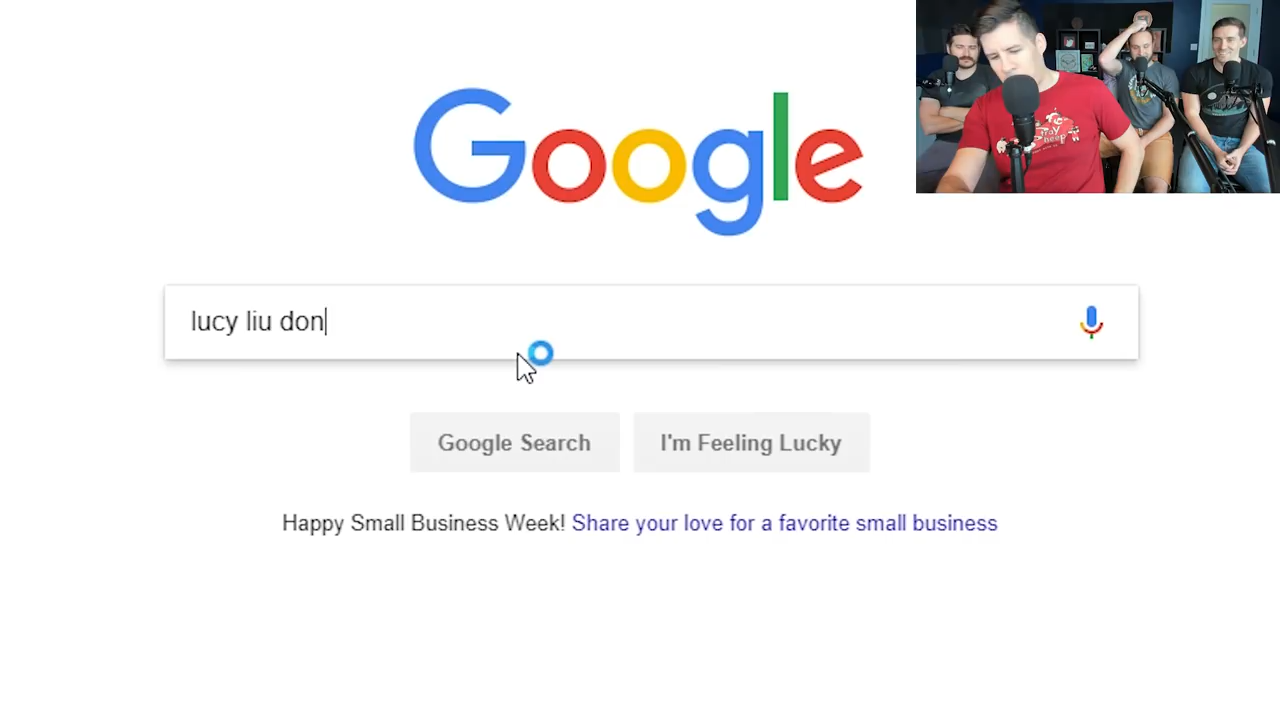 Google
lucy liu don
Google Search
I'm Feeling Lucky
Happy Small Business Week! Share your love for a favorite small business